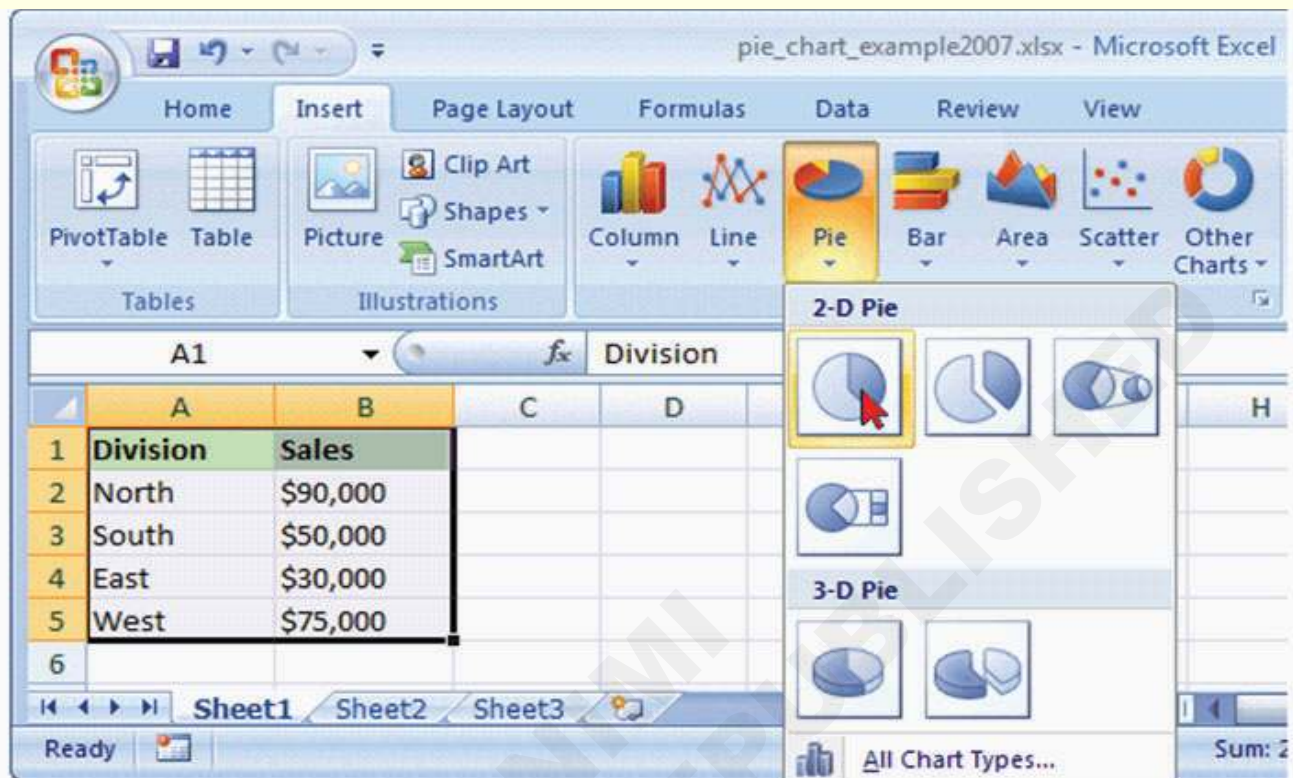 pie_chart_example2007.xlsx - Microsoft Excel
Home Insert Page Layout Formulas Data Review View
PivotTable Table Picture Clip Art Shapes SmartArt Column Line Pie Bar Area Scatter Other Charts
Tables Illustrations
2-D Pie
A1 fx Division
A B C D H
1 Division Sales
2 North $90,000
3 South $50,000
4 East $30,000
5 West $75,000
6
3-D Pie
Sheet1 Sheet2 Sheet3
Ready All Chart Types... Sum: 2